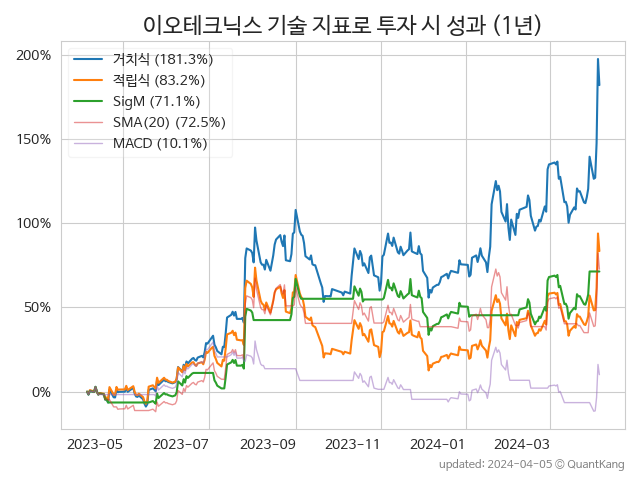 이오테크닉스 기술 지표로 투자 시 성과 (1년)
거치식 (181.3%)
적립식 (83.2%)
SigM (71.1%)
SMA(20) (72.5%)
MACD (10.1%)
200%
150%
100%
50%
0%
2023-05 2023-07 2023-09 2023-11 2024-01 2024-03
updated: 2024-04-05 © QuantKang